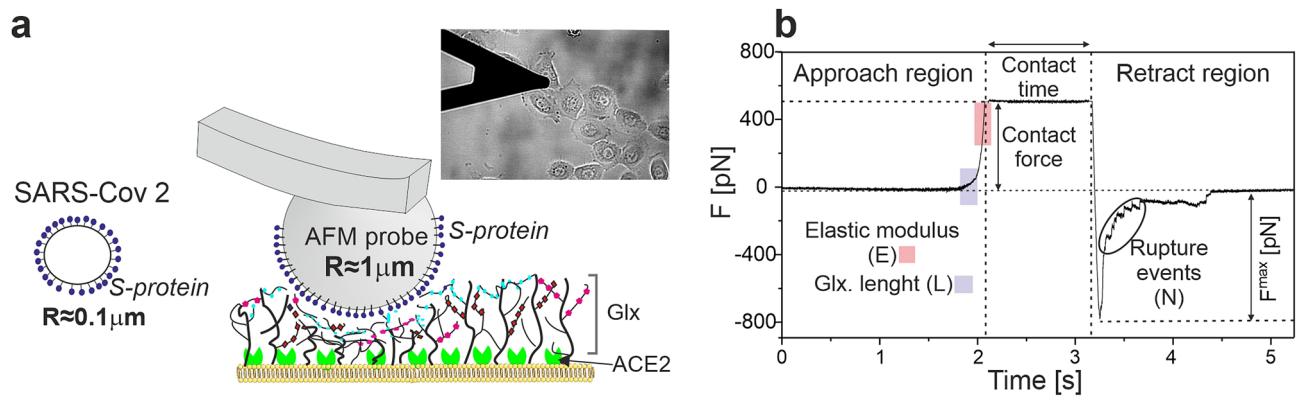 a
SARS-Cov 2
S-protein
R≈0.1μm
AFM probe
R≈1μm
S-protein
Glx
ACE2
b
F [pN]
800
400
0
-400
-800
Approach region
Contact
time
Retract region
Contact
force
Elastic modulus
(E)
Glx. lenght (L)
Rupture
events
(N)
Fmax [pN]
0
1
2
3
4
5
Time [s]